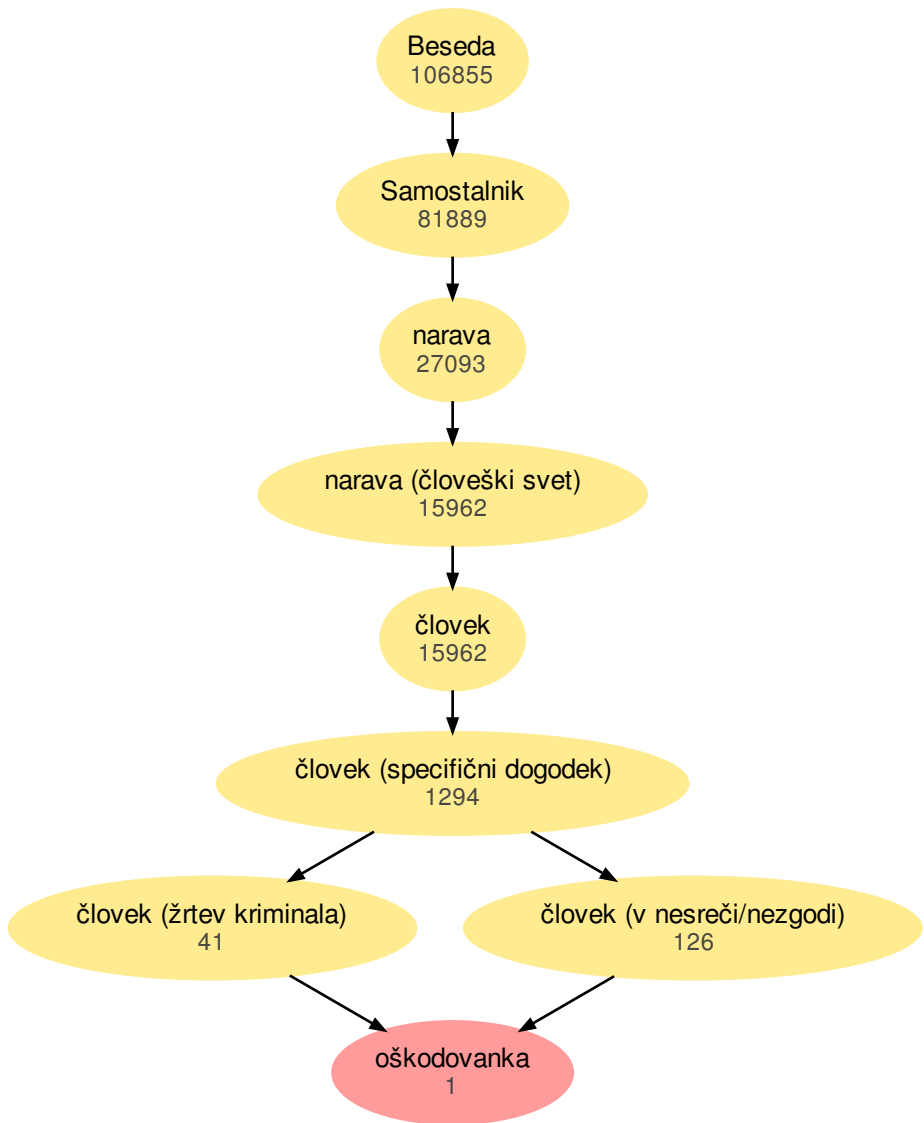 Beseda
106855
Samostalnik
81889
narava
27093
narava (človeški svet)
15962
človek
15962
človek (specifični dogodek)
1294
človek (žrtev kriminala)
41
človek (v nesreči/nezgodi)
126
oškodovanka
1